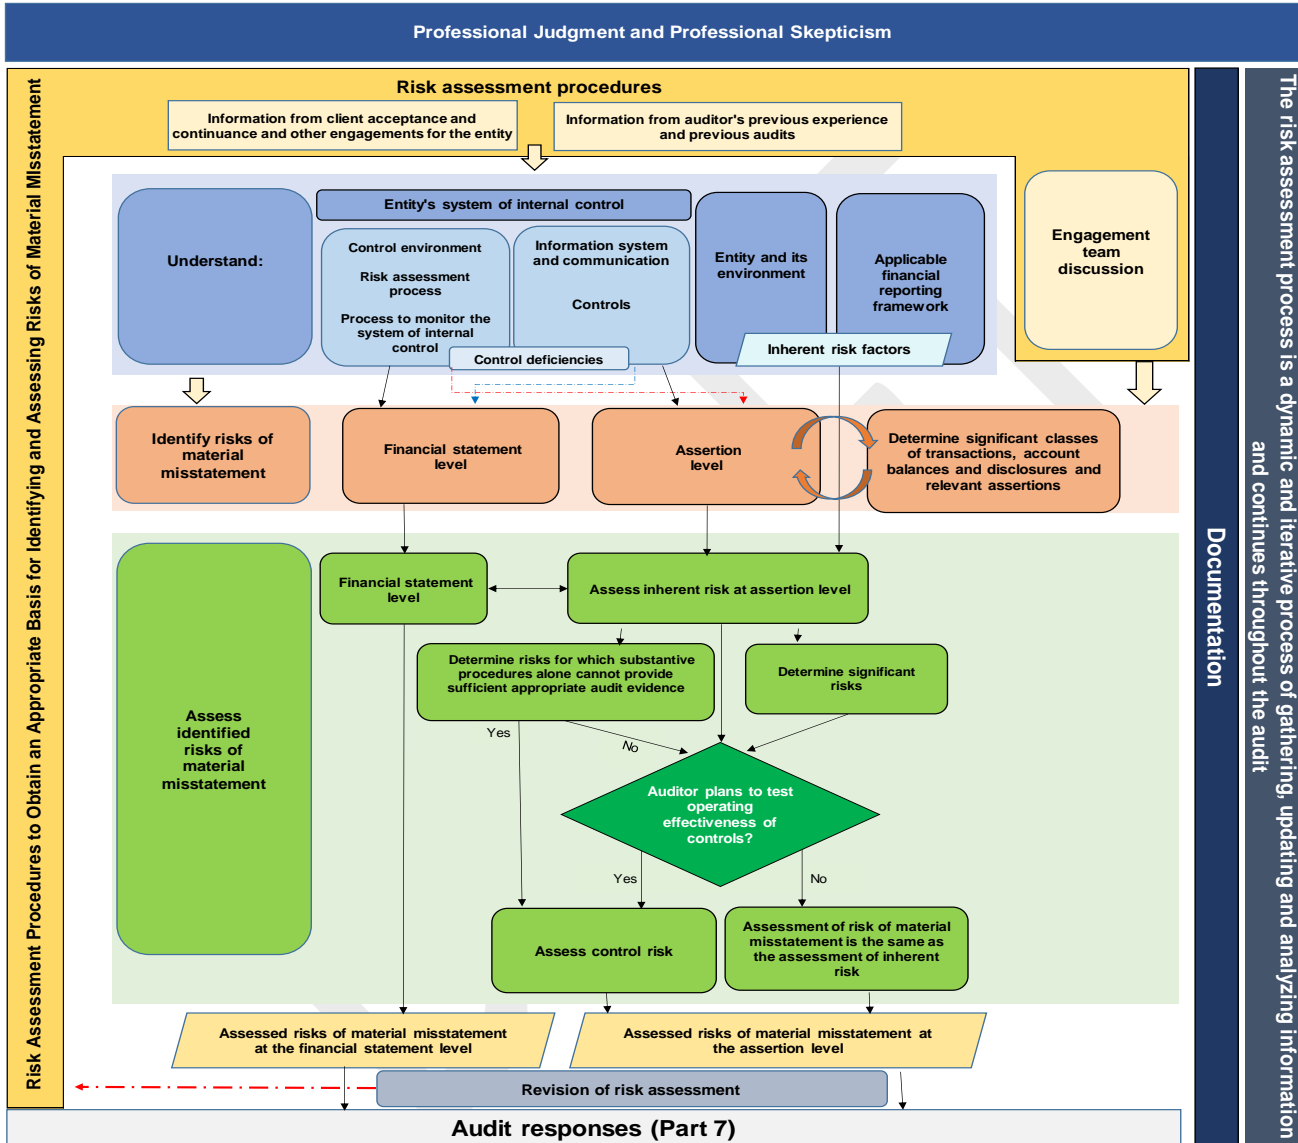 Professional Judgment and Professional Skepticism
Risk Assessment Procedures to Obtain an Appropriate Basis for Identifying and Assessing Risks of Material MIsstatement
Risk assessment procedures
Information from client acceptance and
continuance and other engagements for the entity
Information from auditor's previous experience
and previous audits
Understand:
Entity's system of internal control
Control environment
Risk assessment
process
Process to monitor the
system of internal
control
Information system
and communication
Controls
Control deficiencies
Entity and its
environment
Applicable
financial
reporting
framework
Inherent risk factors
Engagement
team
discussion
Identify risks of
material
misstatement
Financial statement
level
Assertion
level
Determine significant classes
of transactions, account
balances and disclosures and
relevant assertions
Assess
identified
risks of
material
misstatement
Financial statement
level
Assess inherent risk at assertion level
Determine risks for which substantive
procedures alone cannot provide
sufficient appropriate audit evidence
Determine significant
risks
Yes
No
Auditor plans to test
operating
effectiveness of
controls?
Yes
No
Assess control risk
Assessment of risk of material
misstatement is the same as
the assessment of inherent
risk
Assessed risks of material misstatement
at the financial statement level
Assessed risks of material misstatement at
the assertion level
Revision of risk assessment
Audit responses (Part 7)
Documentation
The risk assessment process is a dynamic and iterative process of gathering, updating and analyzing information
and continues throughout the audit